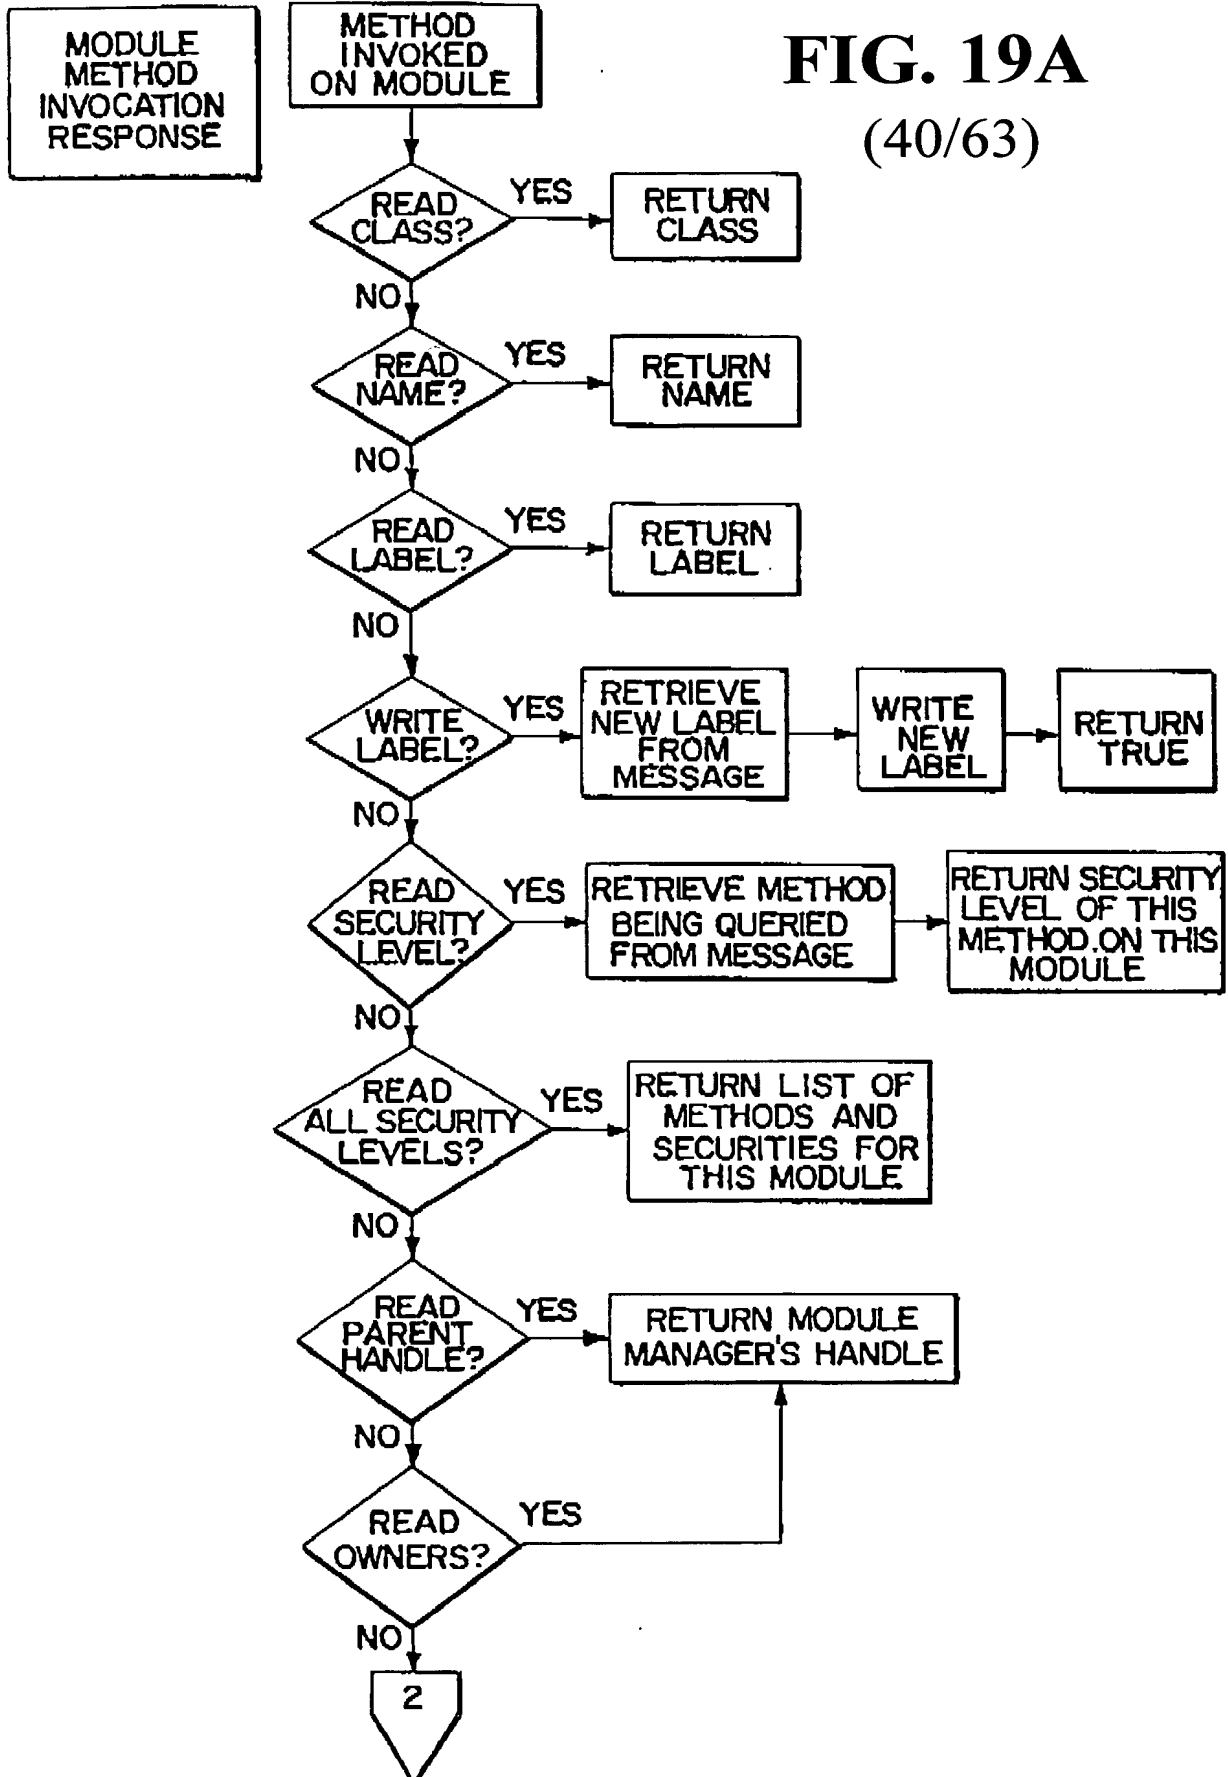 MODULE
METHOD
INVOCATION
RESPONSE
METHOD
INVOKED
ON MODULE
FIG. 19A
(40/63)
READ
CLASS?
YES
RETURN
CLASS
NO
READ
NAME?
YES
RETURN
NAME
NO
READ
LABEL?
YES
RETURN
LABEL
NO
WRITE
LABEL?
YES
RETRIEVE
NEW LABEL
FROM
MESSAGE
WRITE
NEW
LABEL
RETURN
TRUE
NO
READ
SECURITY
LEVEL?
YES
RETRIEVE METHOD
BEING QUERIED
FROM MESSAGE
RETURN SECURITY
LEVEL OF THIS
METHOD.ON THIS
MODULE
NO
READ
ALL SECURITY
LEVELS?
YES
RETURN LIST OF
METHODS AND
SECURITIES FOR
THIS MODULE
NO
READ
PARENT
HANDLE?
YES
RETURN MODULE
MANAGER'S HANDLE
NO
READ
OWNERS?
YES
NO
2